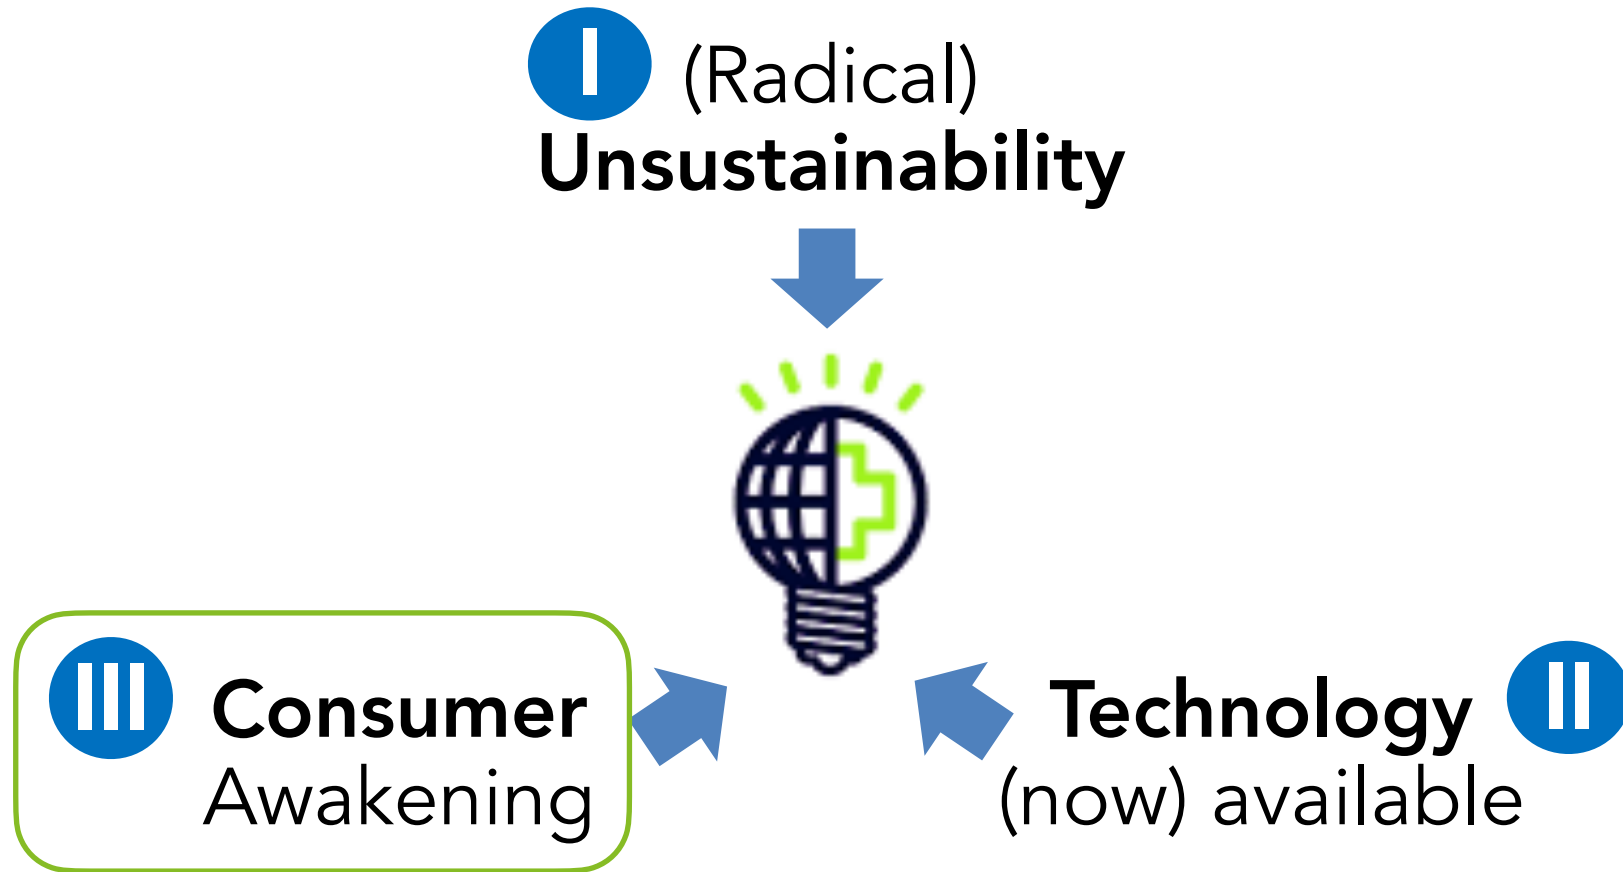 I (Radical)
Unsustainability
III Consumer
Awakening
Technology II
(now) available